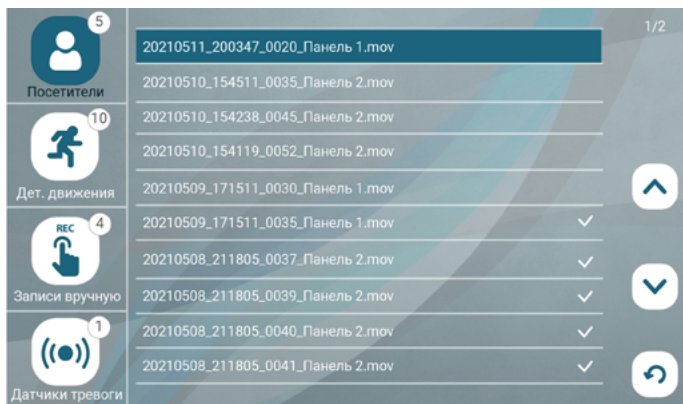 5
Посетители
10
Дет. движения
REC
4
Записи вручную
1
Датчики тревоги
20210511_200347_0020_Панель 1.mov
20210510_154511_0035_Панель 2.mov
20210510_154238_0045_Панель 2.mov
20210510_154119_0052_Панель 2.mov
20210509_171511_0030_Панель 1.mov
20210509_171511_0035_Панель 1.mov
20210508_211805_0037_Панель 2.mov
20210508_211805_0039_Панель 2.mov
20210508_211805_0040_Панель 2.mov
20210508_211805_0041_Панель 2.mov
1/2